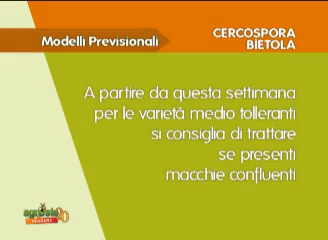 Modelli Previsionali
CERCOSPORA
BIETOLA
A partire da questa settimana
per le varietà medio tolleranti
si consiglia di trattare
se presenti
macchie confluenti